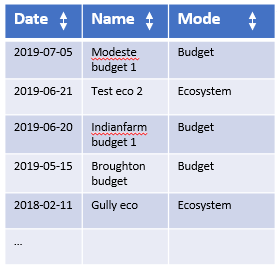 Date Name Mode
2019-07-05 Modeste Budget
budget 1
2019-06-21 Test eco 2 Ecosystem
2019-06-20 Indianfarm Budget
budget 1
2019-05-15 Broughton Budget
budget
2018-02-11 Gully eco Ecosystem
...